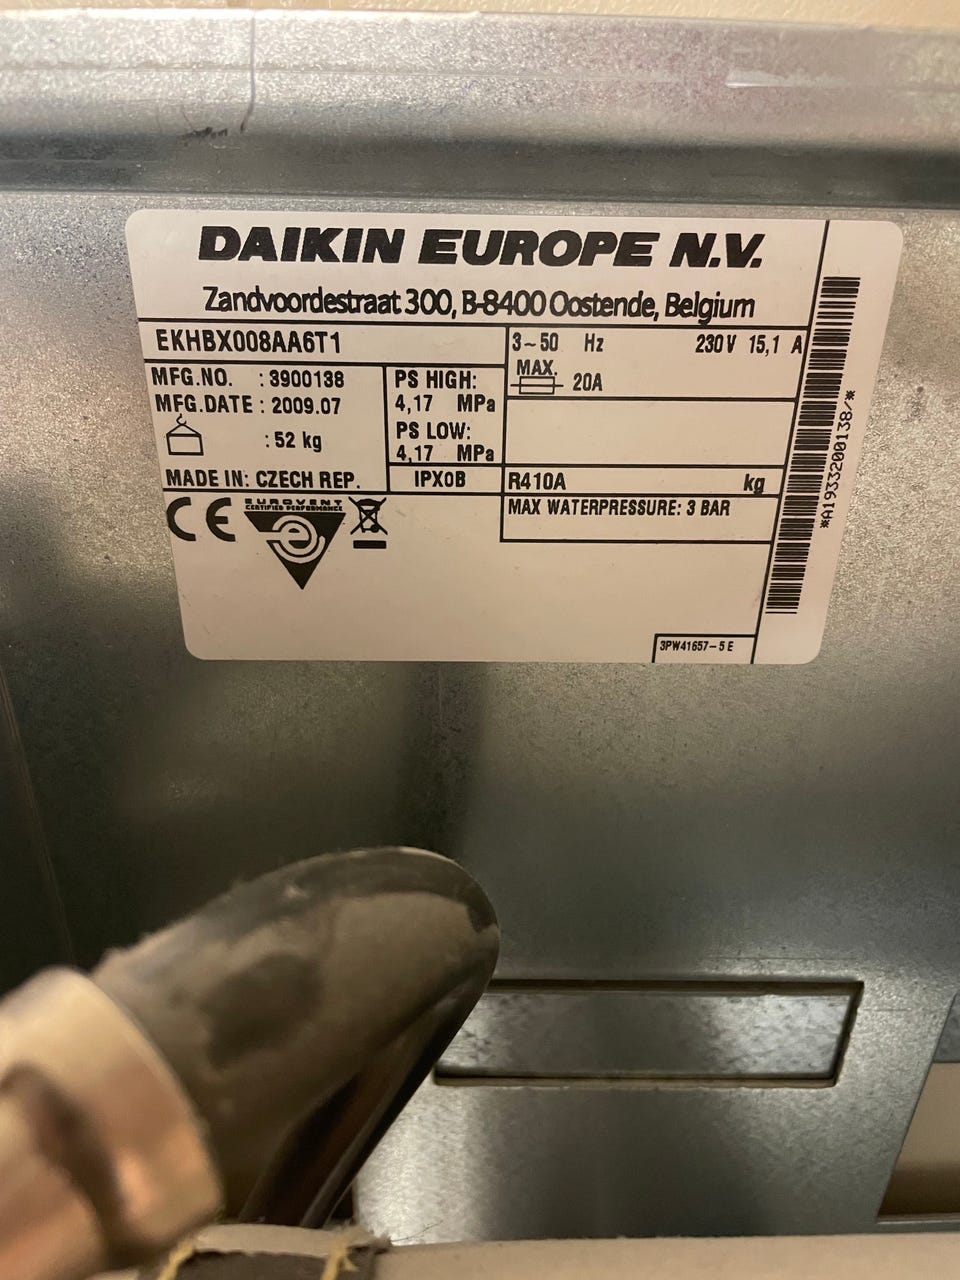 DAIKIN EUROPE N.V.
Zandvoordestraat 300, B-8400 Oostende, Belgium
EKHBX008AA6T1
3~50 Hz 230V 15,1 A
MAX. 20A
MFG.NO. : 3900138
MFG.DATE : 2009.07
: 52 kg
MADE IN: CZECH REP.
PS HIGH:
4,17 MPa
PS LOW:
4,17 MPa
IPX0B
R410A kg
MAX WATERPRESSURE: 3 BAR
CE
EUROVENT
CERTIFIED PERFORMANCE
3PW41657-5 E
*A1933200138/*